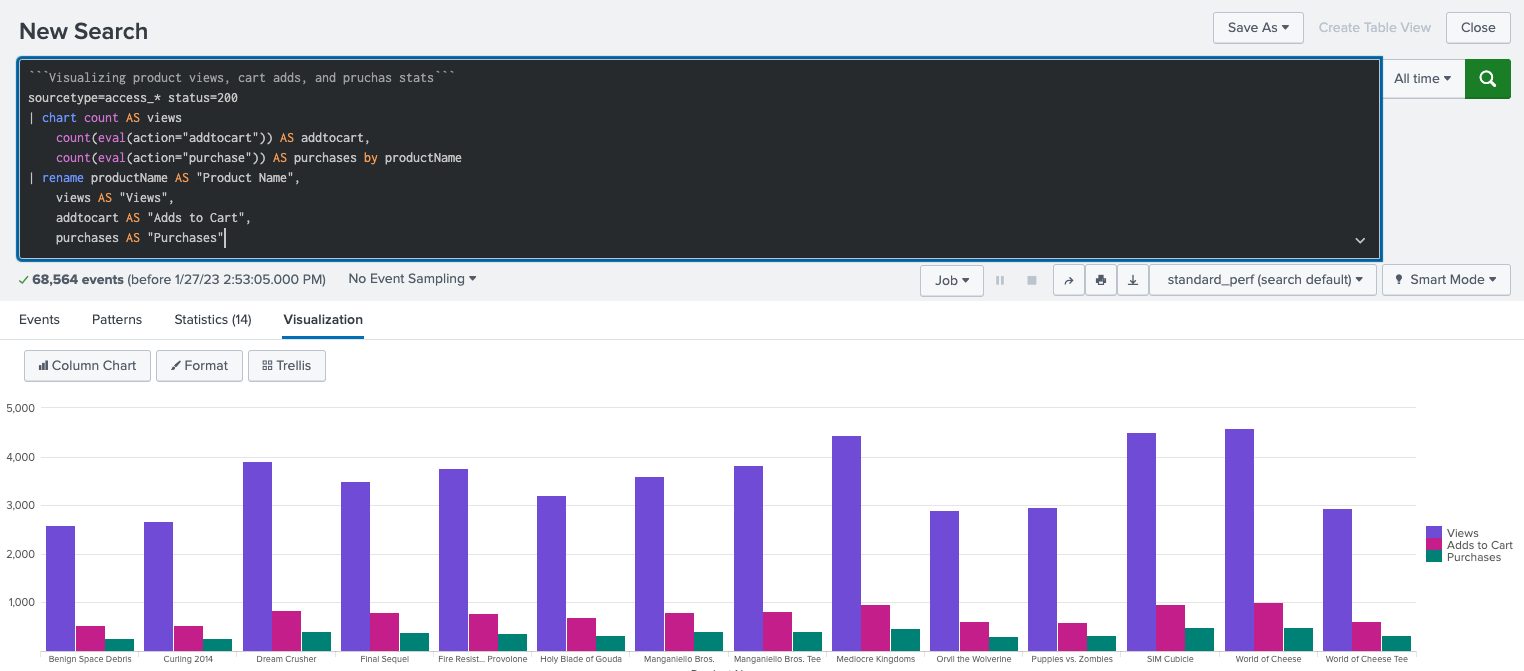 New Search
Save As
Create Table View
Close
```Visualizing product views, cart adds, and pruchas stats```
sourcetype=access_* status=200
| chart count AS views
count(eval(action="addtocart")) AS addtocart,
count(eval(action="purchase")) AS purchases by productName
| rename productName AS "Product Name",
views AS "Views",
addtocart AS "Adds to Cart",
purchases AS "Purchases"
All time
68,564 events (before 1/27/23 2:53:05.000 PM)
No Event Sampling
Job
standard_perf (search default)
Smart Mode
Events
Patterns
Statistics (14)
Visualization
Column Chart
Format
Trellis
5,000
4,000
3,000
2,000
1,000
Benign Space Debris
Curling 2014
Dream Crusher
Final Sequel
Fire Resist... Provolone
Holy Blade of Gouda
Manganiello Bros.
Manganiello Bros. Tee
Mediocre Kingdoms
Orvil the Wolverine
Puppies vs. Zombies
SIM Cubicle
World of Cheese
World of Cheese Tee
Views
Adds to Cart
Purchases